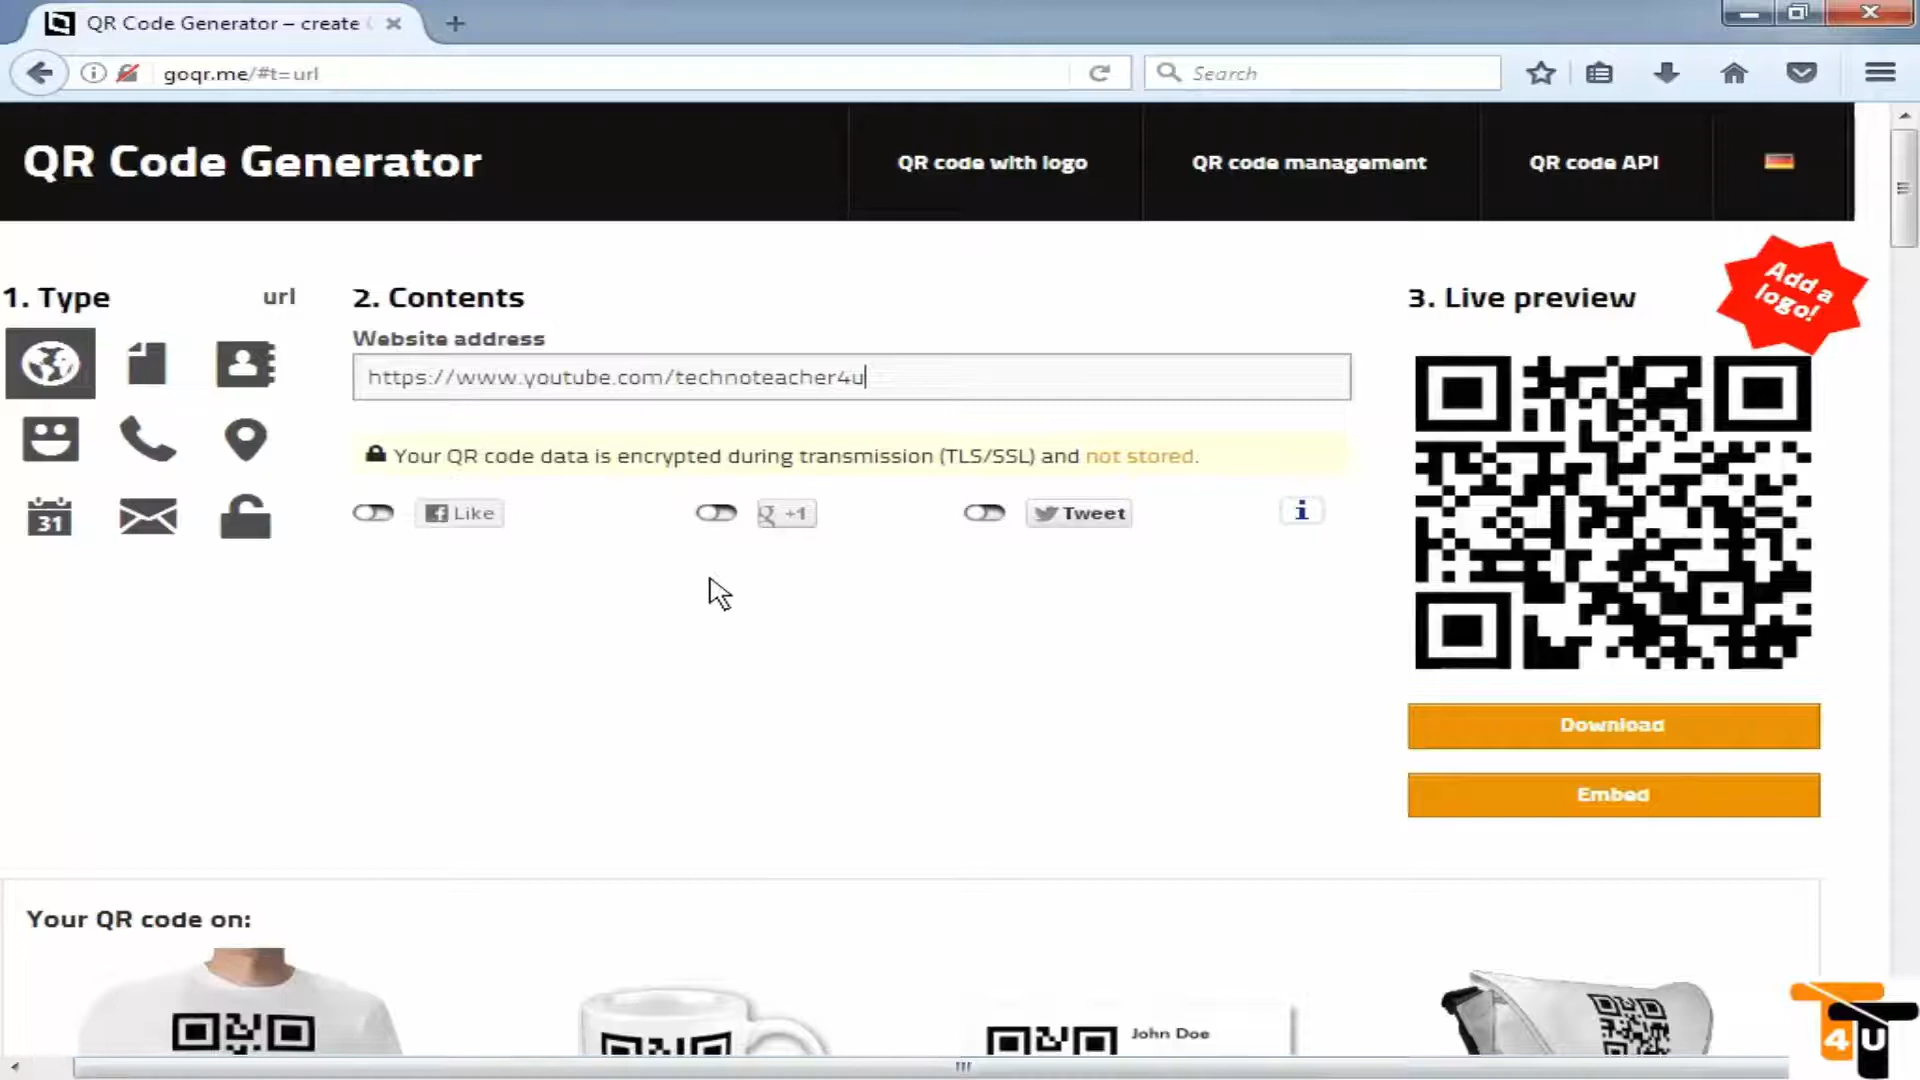 QR Code Generator – create
goqr.me/#t=url
Search
QR Code Generator
QR code with logo
QR code management
QR code API
1. Type
url
2. Contents
3. Live preview
Add a
logo!
Website address
https://www.youtube.com/technoteacher4u
Your QR code data is encrypted during transmission (TLS/SSL) and not stored.
31
Like
+1
Tweet
i
Download
Embed
Your QR code on:
John Doe
4U